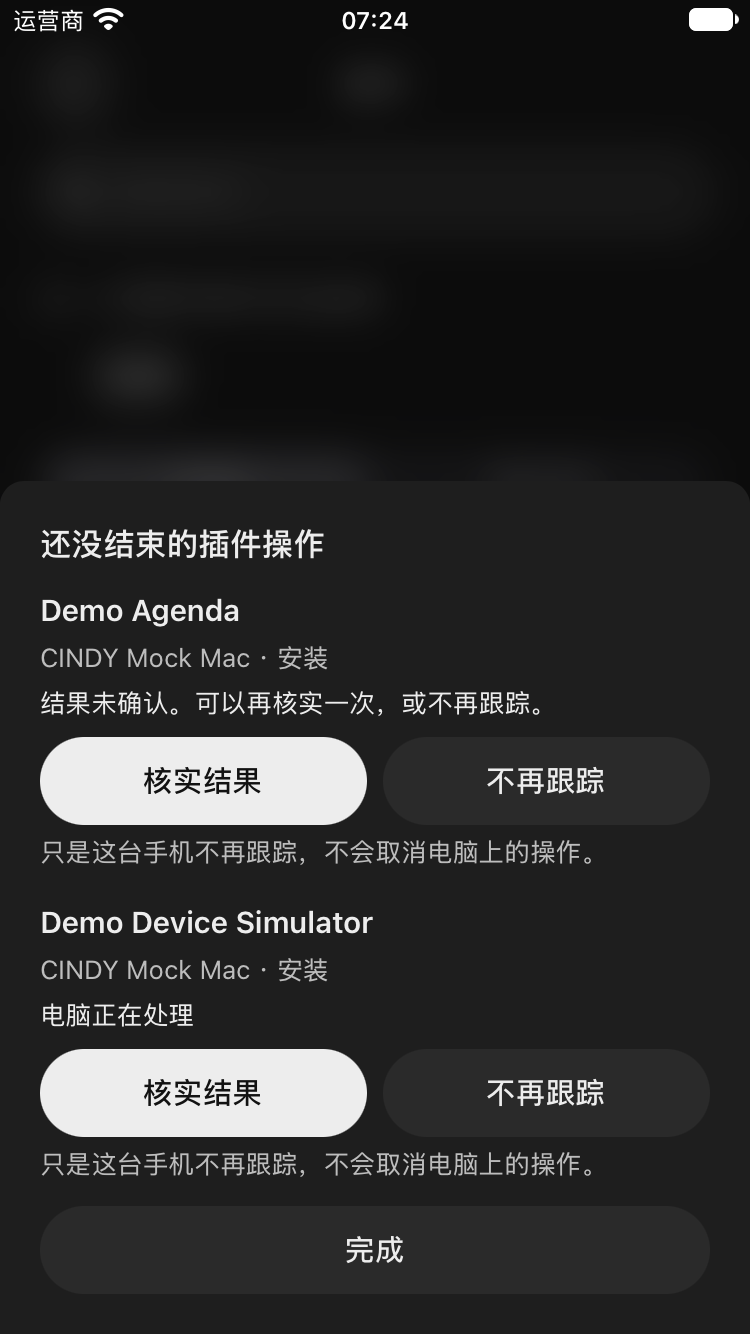 运营商
07:24
还没结束的插件操作
Demo Agenda
CINDY Mock Mac · 安装
结果未确认。可以再核实一次，或不再跟踪。
核实结果
不再跟踪
只是这台手机不再跟踪，不会取消电脑上的操作。
Demo Device Simulator
CINDY Mock Mac · 安装
电脑正在处理
核实结果
不再跟踪
只是这台手机不再跟踪，不会取消电脑上的操作。
完成